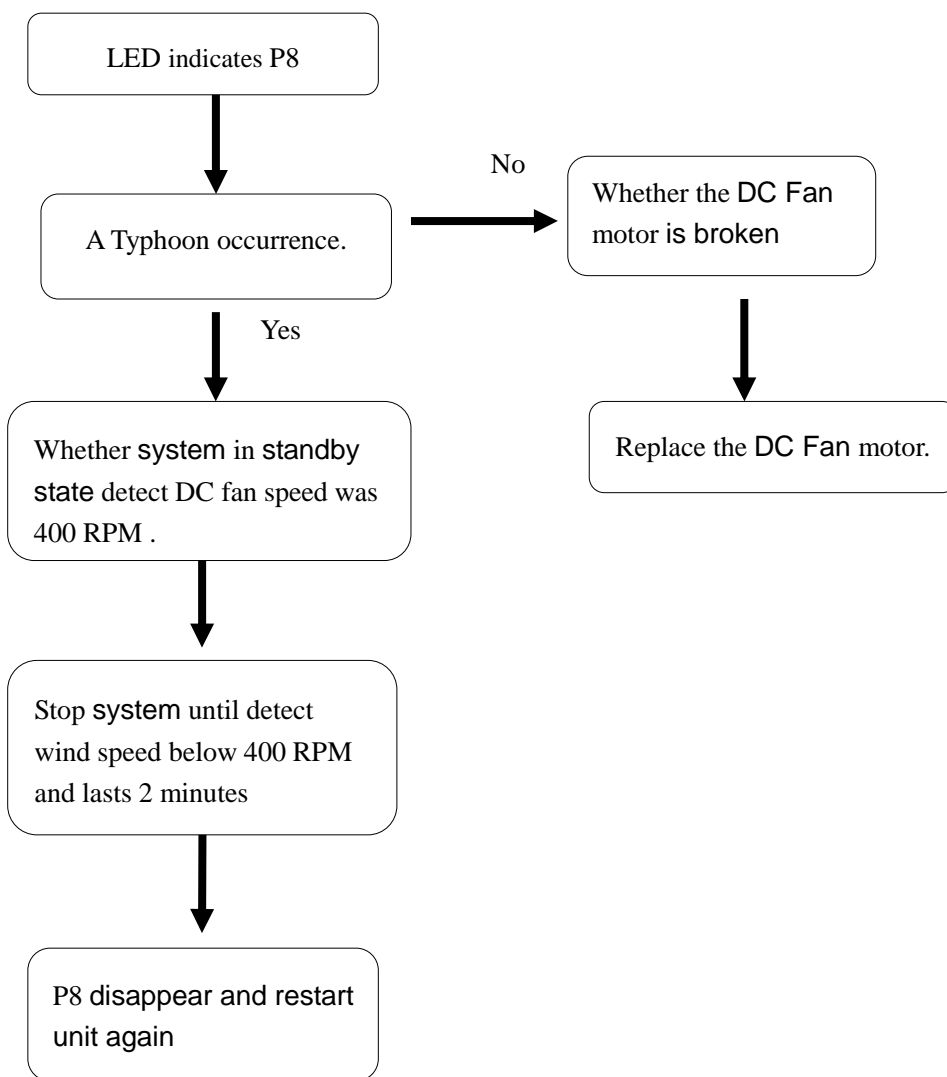 LED indicates P8
No
Whether the DC Fan
motor is broken
A Typhoon occurrence.
Yes
Whether system in standby
state detect DC fan speed was
400 RPM .
Replace the DC Fan motor.
Stop system until detect
wind speed below 400 RPM
and lasts 2 minutes
P8 disappear and restart
unit again